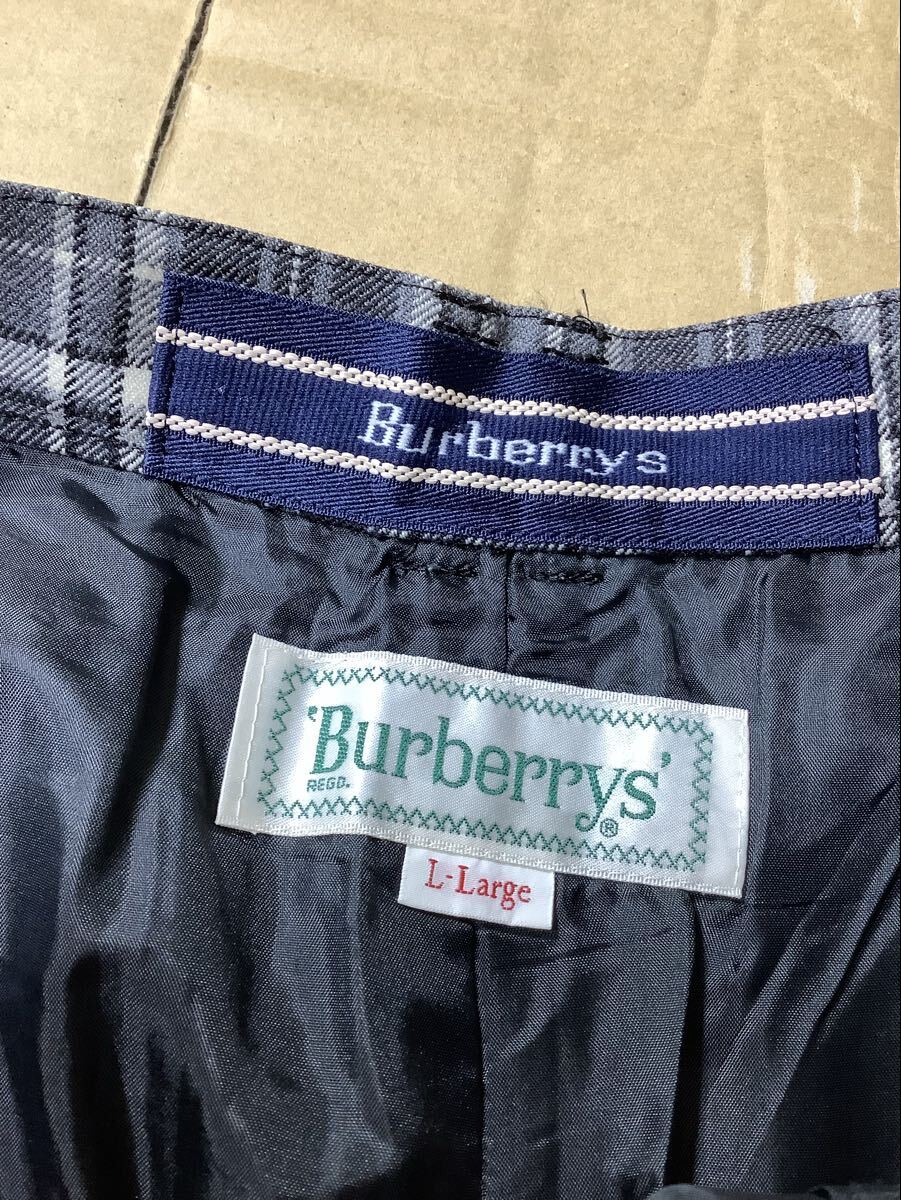 Burberrys
'Burberrys'
REGD.
®
L-Large